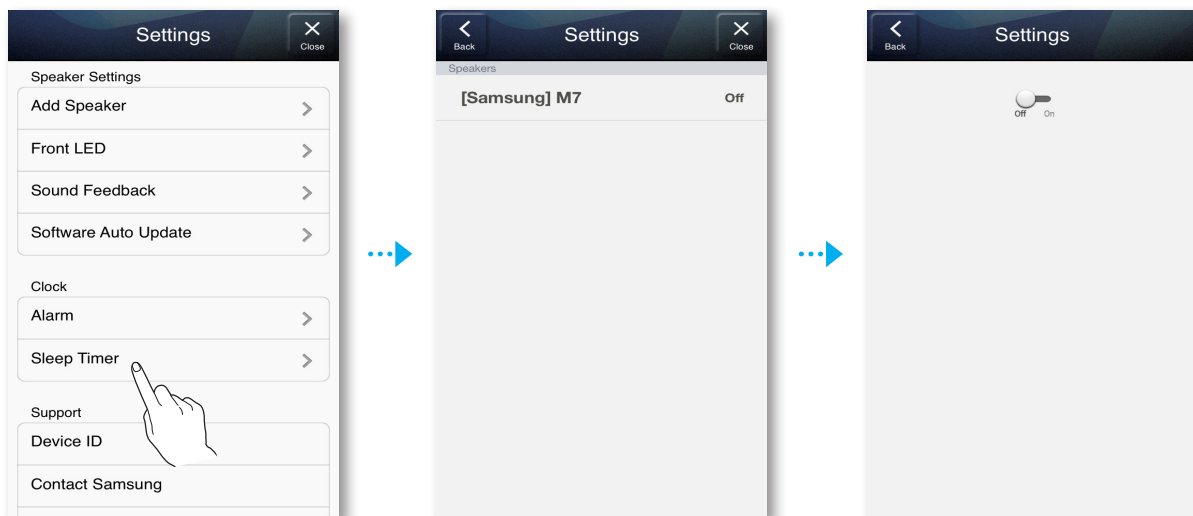 Settings
Close
Speaker Settings
Add Speaker
Front LED
Sound Feedback
Software Auto Update
Clock
Alarm
Sleep Timer
Support
Device ID
Contact Samsung
Back
Settings
Close
Speakers
[Samsung] M7 Off
Back
Settings
Off On